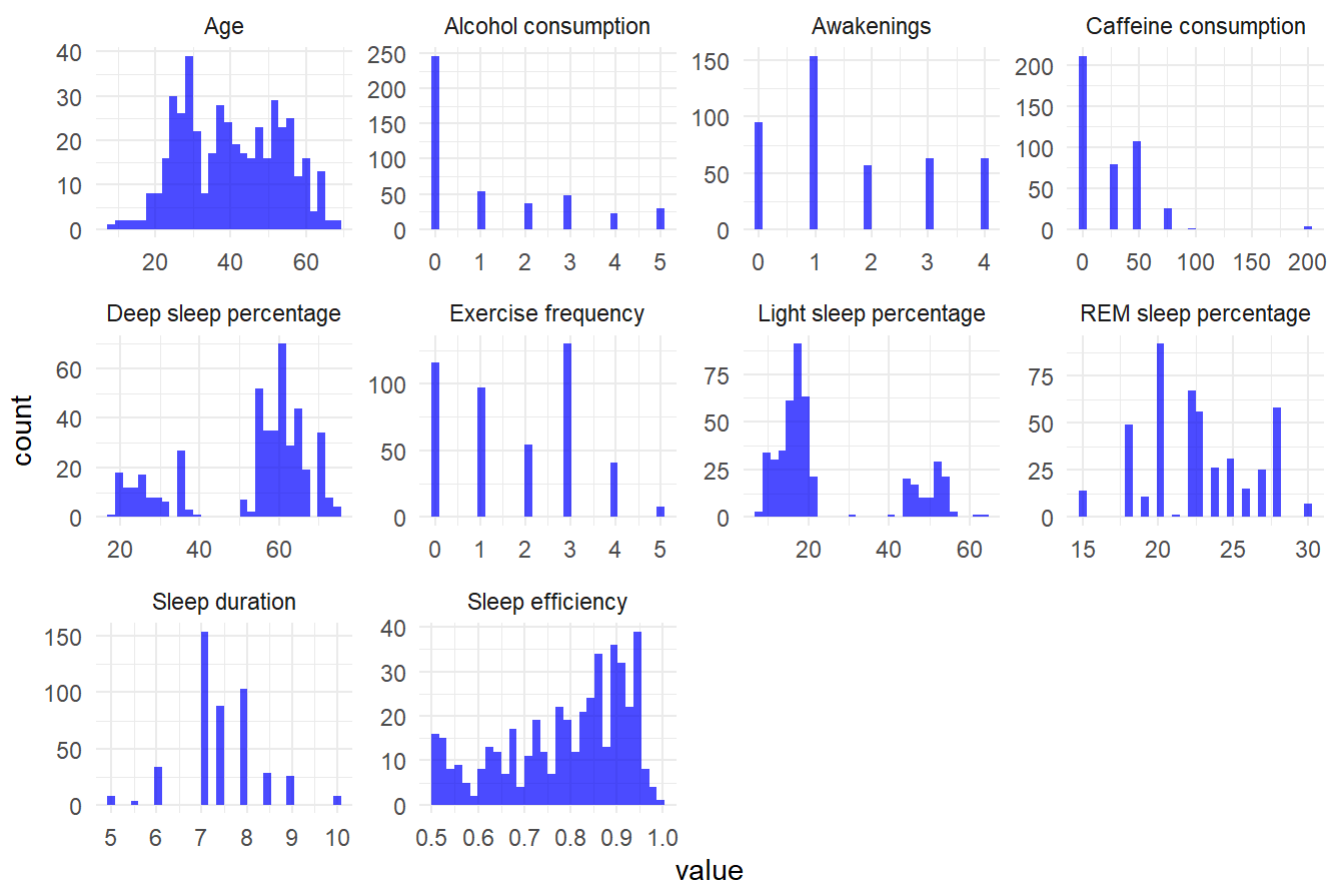 Age
Alcohol consumption
Awakenings
Caffeine consumption
40
30
20
10
0
20 40 60
250
200
150
100
50
0
0 1 2 3 4 5
150
100
50
0
0 1 2 3 4
200
150
100
50
0
0 50 100 150 200
Deep sleep percentage
Exercise frequency
Light sleep percentage
REM sleep percentage
60
40
20
0
20 40 60
100
50
0
0 1 2 3 4 5
75
50
25
0
20 40 60
75
50
25
0
15 20 25 30
count
Sleep duration
Sleep efficiency
150
100
50
0
5 6 7 8 9 10
40
30
20
10
0
0.5 0.6 0.7 0.8 0.9 1.0
value